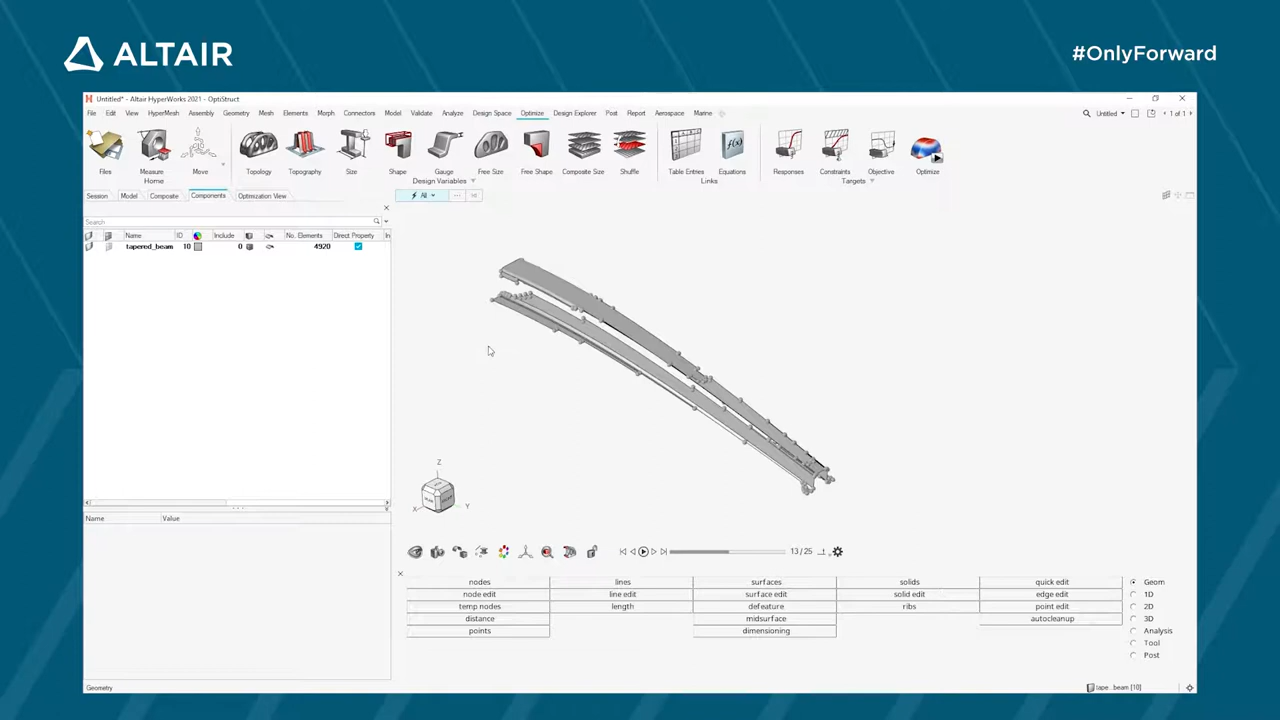 ALTAIR
#OnlyForward
Untitled* - Altair HyperWorks 2021 - OptiStruct
File Edit View HyperMesh Assembly Geometry Mesh Elements Morph Connectors Model Validate Analyze Design Space Optimize Design Explorer Post Report Aerospace Marine
Untitled 1 of 1
Files Measure Move Topology Topography Size Shape Gauge Free Size Free Shape Composite Size Shuffle Table Entries Equations Responses Constraints Objective Optimize
Home Design Variables Links Targets
Session Model Composite Components Optimization View
All
Search
Name ID Include No. Elements Direct Property In
tapered_beam 10 0 4920
Z
X Y
Name Value
13 / 25
nodes lines surfaces solids quick edit Geom
node edit line edit surface edit solid edit edge edit 1D
temp nodes length defeature ribs point edit 2D
distance midsurface autocleanup 3D
points dimensioning Analysis
Tool
Post
Geometry
tape...beam [10]